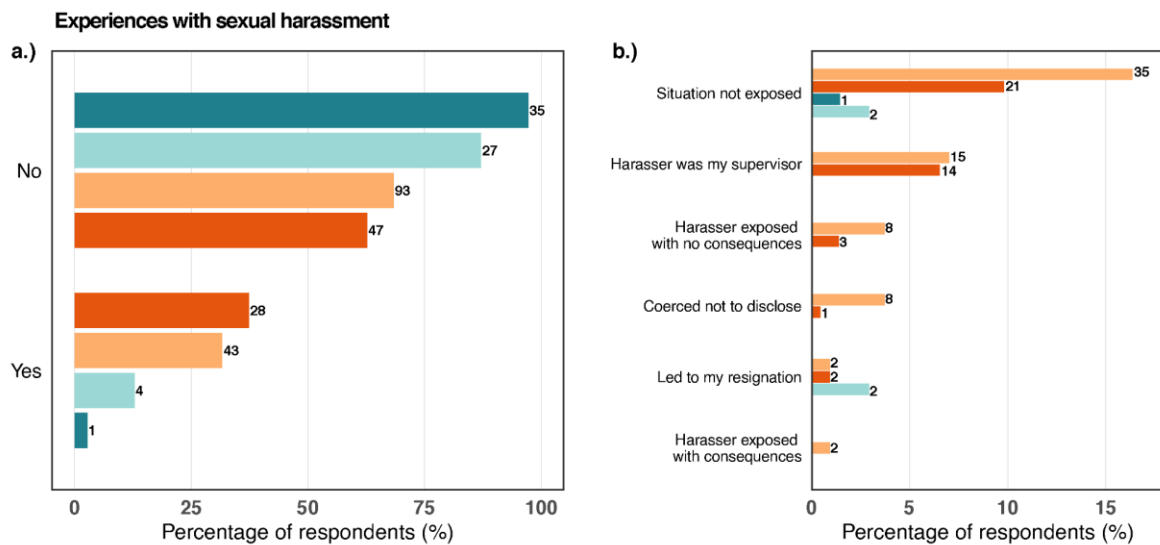 Experiences with sexual harassment
a.)
No
35
27
93
47
Yes
28
43
4
1
0
25
50
75
100
Percentage of respondents (%)
b.)
Situation not exposed
35
21
1
2
Harasser was my supervisor
15
14
Harasser exposed
with no consequences
8
3
Coerced not to disclose
8
1
Led to my resignation
2
2
2
Harasser exposed
with consequences
2
0
5
10
15
Percentage of respondents (%)